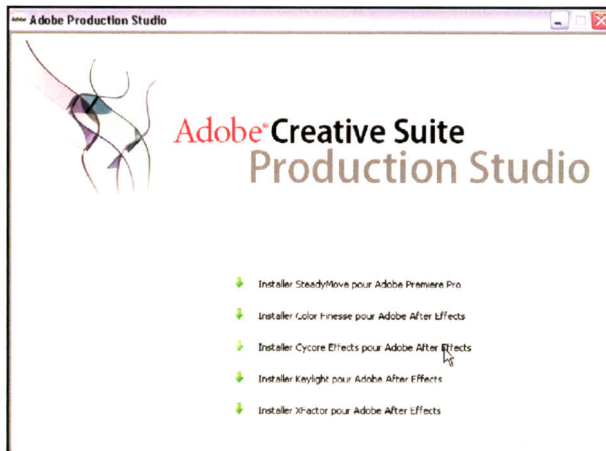 Adobe Adobe Production Studio
Adobe® Creative Suite
Production Studio
Installer SteadyMove pour Adobe Premiere Pro
Installer Color Finesse pour Adobe After Effects
Installer Cycore Effects pour Adobe After Effects
Installer Keylight pour Adobe After Effects
Installer XFactor pour Adobe After Effects